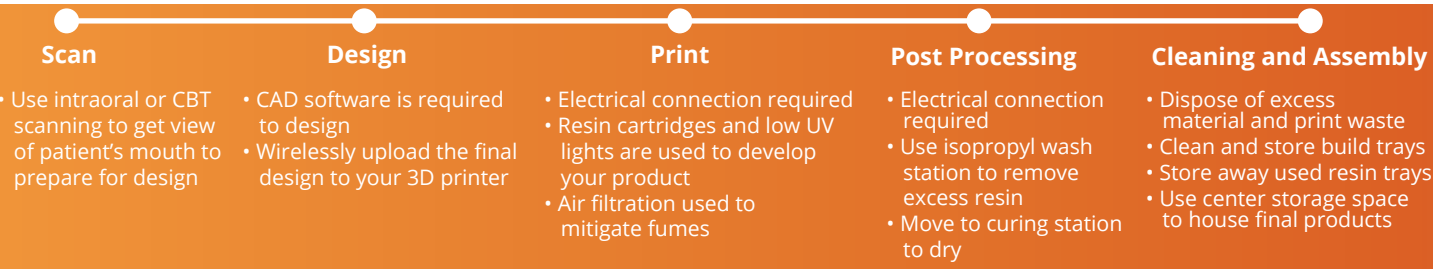 Scan
• Use intraoral or CBT
scanning to get view
of patient's mouth to
prepare for design
Design
• CAD software is required
to design
• Wirelessly upload the final
design to your 3D printer
Print
• Electrical connection required
• Resin cartridges and low UV
lights are used to develop
your product
• Air filtration used to
mitigate fumes
Post Processing
• Electrical connection
required
• Use isopropyl wash
station to remove
excess resin
• Move to curing station
to dry
Cleaning and Assembly
• Dispose of excess
material and print waste
• Clean and store build trays
• Store away used resin trays
• Use center storage space
to house final products